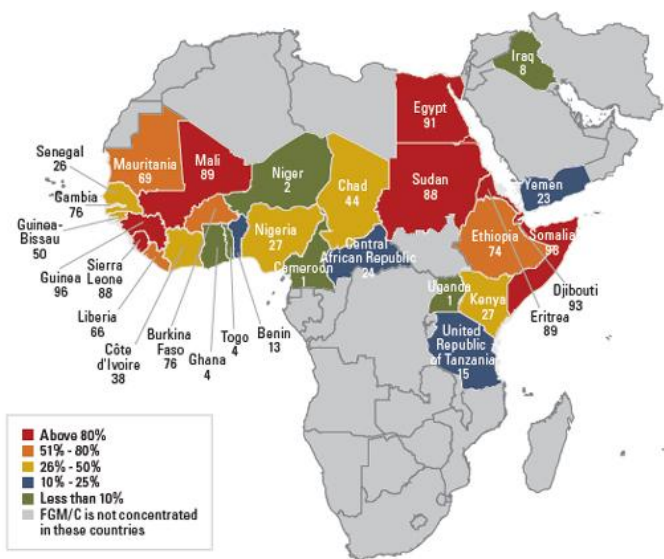 Iraq
8
Egypt
91
Senegal
26
Mauritania
69
Mali
89
Niger
2
Chad
44
Sudan
88
Yemen
23
Gambia
76
Guinea-
Bissau
50
Nigeria
27
Ethiopia
74
Somalia
98
Central
African Republic
24
Cameroon
1
Guinea
96
Sierra
Leone
88
Uganda
1
Kenya
27
Djibouti
93
Eritrea
89
Liberia
66
Côte
d'Ivoire
38
Burkina
Faso
76
Ghana
4
Togo
4
Benin
13
United
Republic
of Tanzania
15
Above 80%
51% - 80%
26% - 50%
10% - 25%
Less than 10%
FGM/C is not concentrated
in these countries